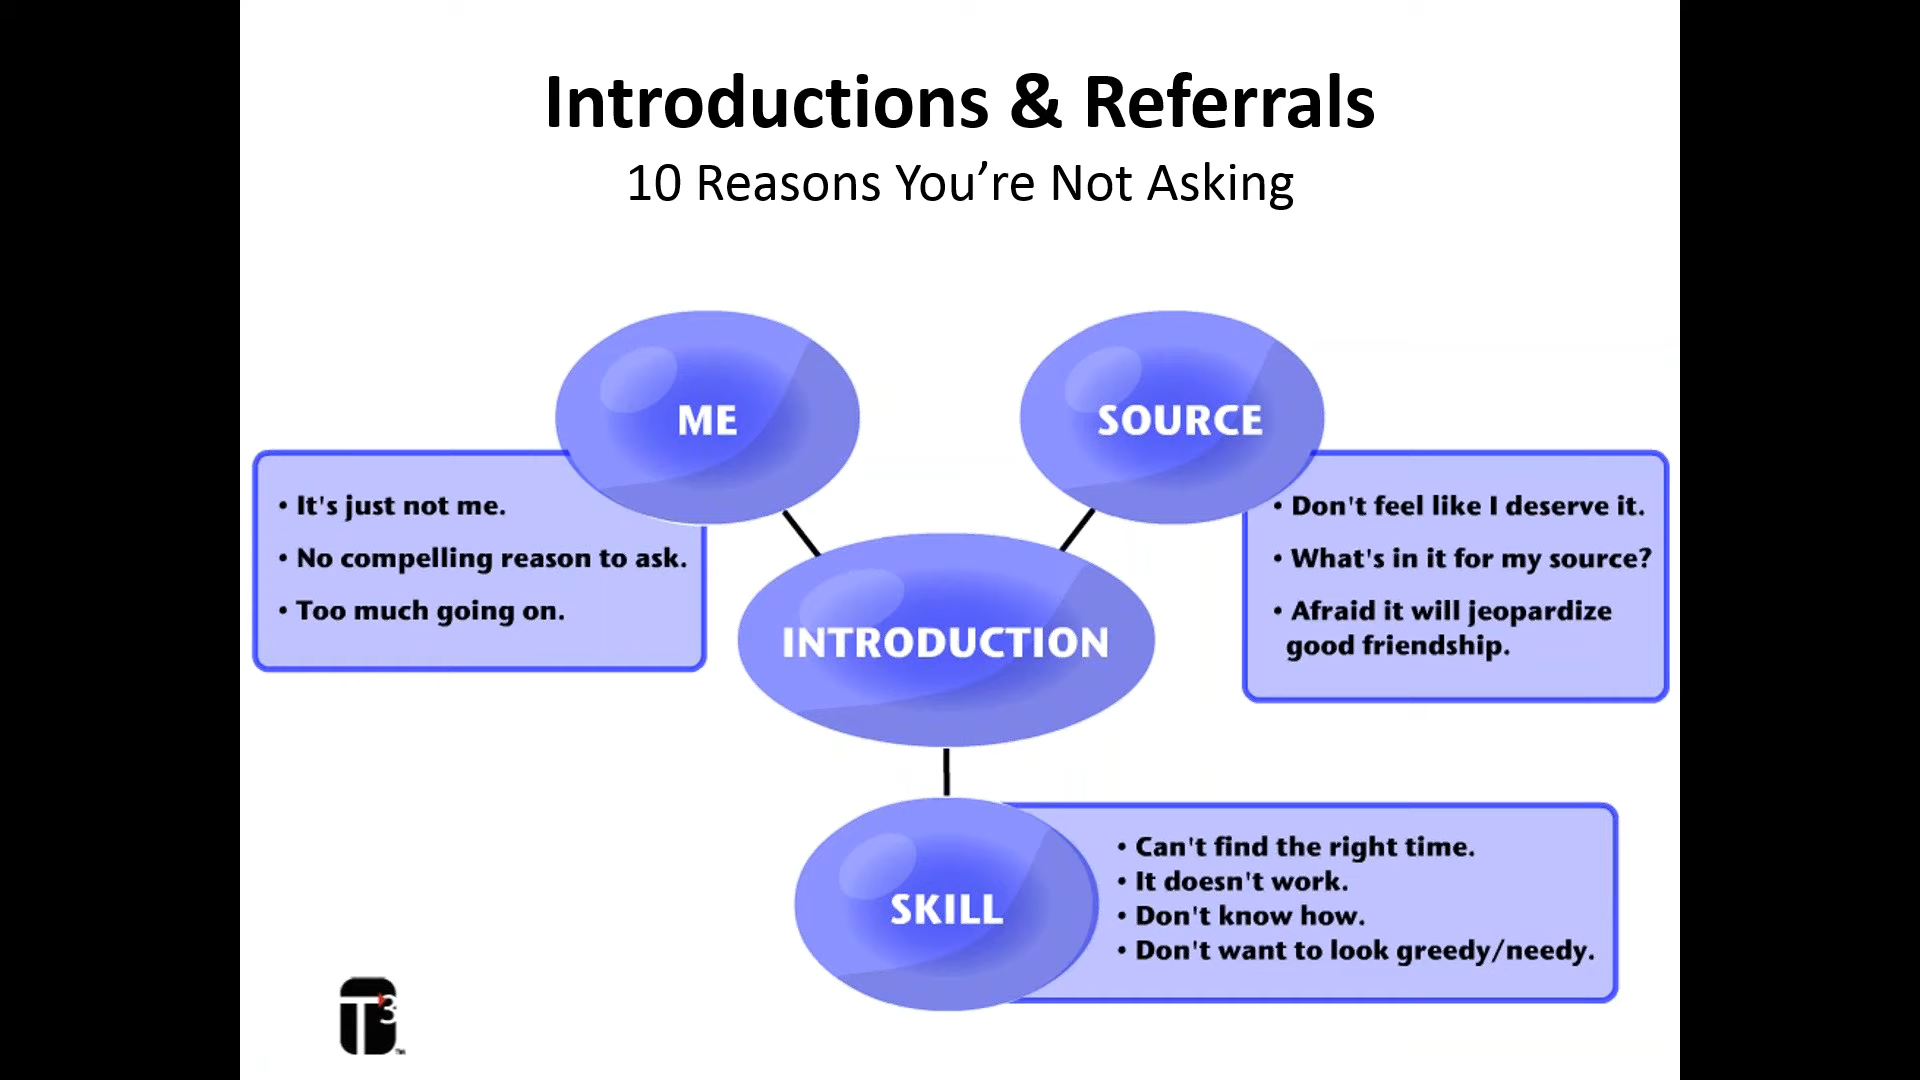 Introductions & Referrals
10 Reasons You’re Not Asking
ME
• It's just not me.
• No compelling reason to ask.
• Too much going on.
SOURCE
• Don't feel like I deserve it.
• What's in it for my source?
• Afraid it will jeopardize
good friendship.
INTRODUCTION
SKILL
• Can't find the right time.
• It doesn't work.
• Don't know how.
• Don't want to look greedy/needy.
T3